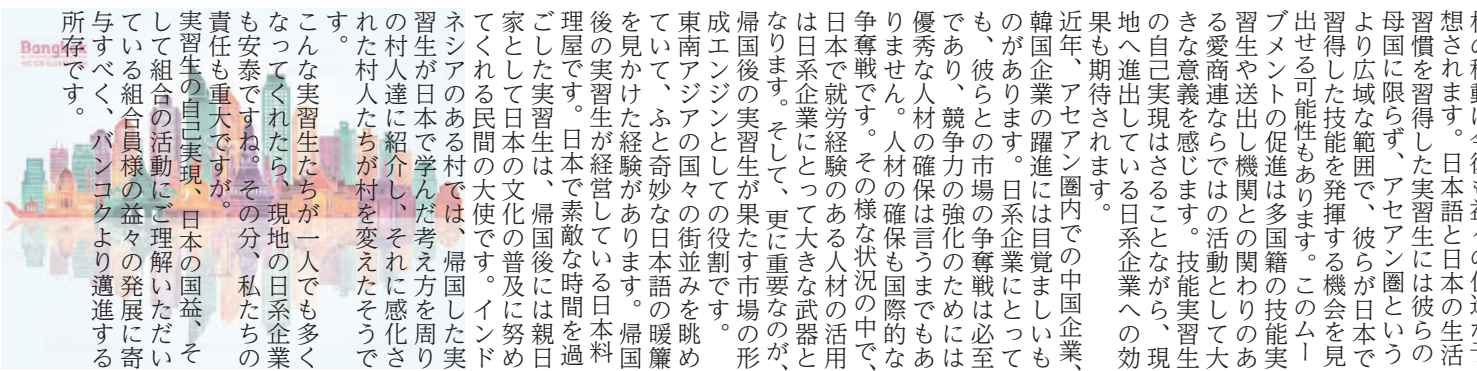 想されます。日本語と日本の生活
習慣を習得した実習生には彼らの
母国に限らず、アセアン圏という
より広域な範囲で、彼らが日本で
習得した技能を発揮する機会を見
出せる可能性もあります。このムー
ブメントの促進は多国籍の技能実
習生や送出し機関との関わりのあ
る愛商連ならではの活動として大
きな意義を感じます。技能実習生
の自己実現はさることながら、現
地へ進出している日系企業への効
果も期待されます。
近年、アセアン圏内での中国企業、
韓国企業の躍進には目覚ましいも
のがあります。日系企業にとって
も、彼らとの市場の争奪戦は必至
であり、競争力の強化のためには
優秀な人材の確保は言うまでもあ
りません。人材の確保も国際的な
争奪戦です。その様な状況の中で、
日本で就労経験のある人材の活用
は日系企業にとって大きな武器と
なります。そして、更に重要なのが、
帰国後の実習生が果たす市場の形
成エンジンとしての役割です。
東南アジアの国々の街並みを眺め
ていて、ふと奇妙な日本語の暖簾
を見かけた経験があります。帰国
後の実習生が経営している日本料
理屋です。日本で素敵な時間を過
ごした実習生は、帰国後には親日
家として日本の文化の普及に努め
てくれる民間の大使です。インド
ネシアのある村では、帰国した実
習生が日本で学んだ考え方を周り
の村人達に紹介し、それに感化さ
れた村人たちが村を変えたそうで
す。
こんな実習生たちが一人でも多く
なってくれたら、現地の日系企業
も安泰ですね。その分、私たちの
責任も重大ですが。
実習生の自己実現、日本の国益、そ
して組合の活動にご理解いただい
ている組合員様の益々の発展に寄
与すべく、バンコクより邁進する
所存です。
Bangkok